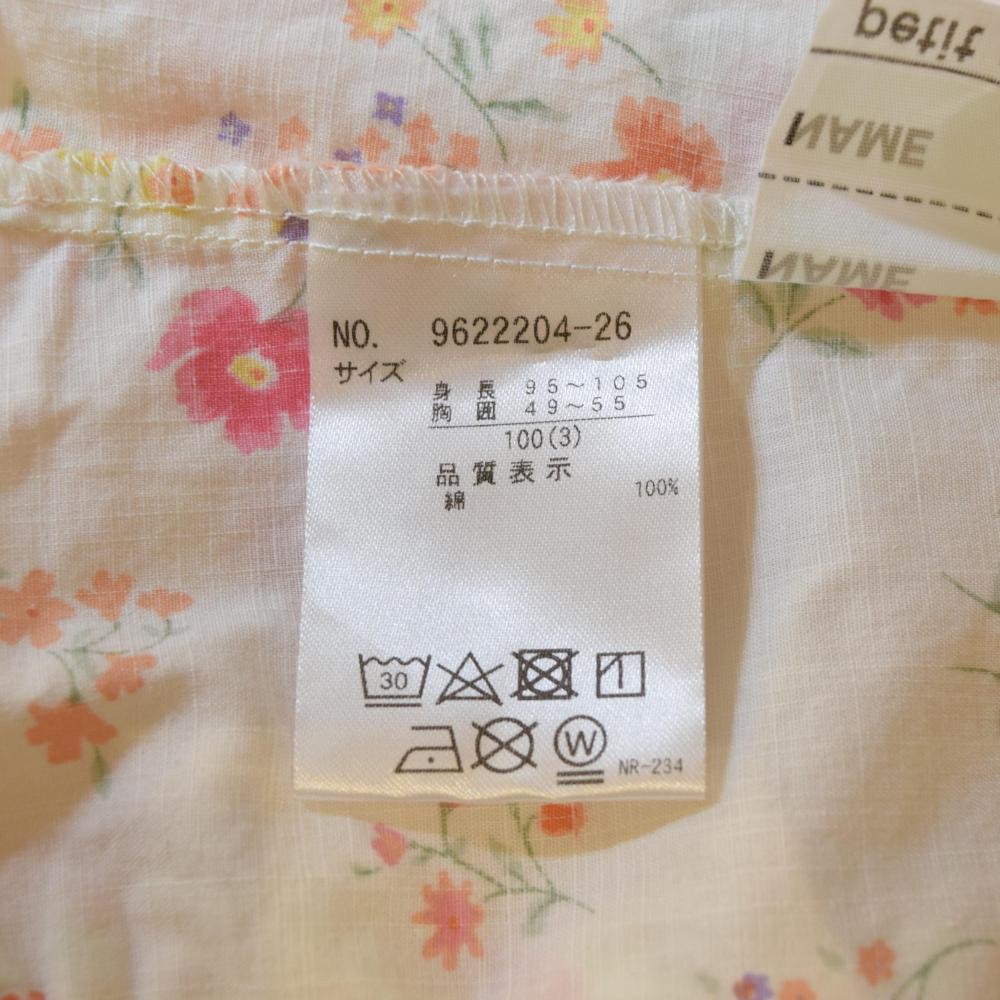 petit
NAME
NAME
NO. 9622204-26
サイズ
身長 95～105
胸囲 49～55
100(3)
品質表示
綿 100%
30
W
NR-234